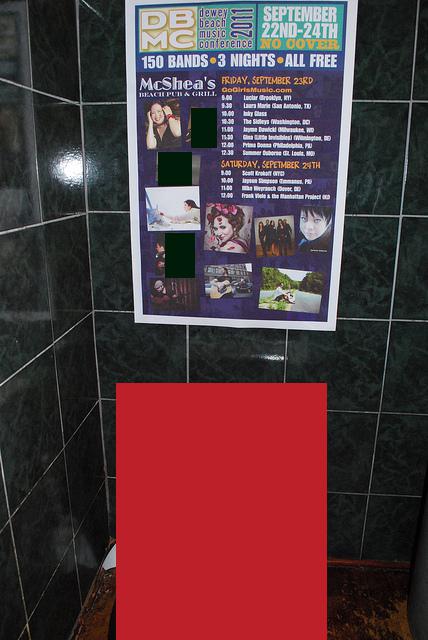 DB
MC
dewey
beach
music
conference
2011
SEPTEMBER
22ND-24TH
NO COVER
150 BANDS • 3 NIGHTS • ALL FREE
McShea's
BEACH PUB & GRILL
FRIDAY, SEPTEMBER 23RD
GoGirlsMusic.com
9.00 Luclor (Brooklyn, NY)
9.30 Laura Marie (San Antonio, TX)
10.00 Inky Glass
10.30 The Sidleys (Washington, DC)
11.00 Jayme Dawicki (Milwaukee, WI)
11.30 Gina (Little Invisibles) (Wilmington, DE)
12.00 Prima Donna (Philadelphia, PA)
12.30 Summer Osborne (St. Louis, MO)
SATURDAY, SEPETMBER 24TH
9.00 Scott Krokoff (NYC)
10.00 Jayson Simpson (Emmanus, PA)
11.00 Mike Weyrauch (Dover, DE)
12.00 Frank Viele & the Manhattan Project